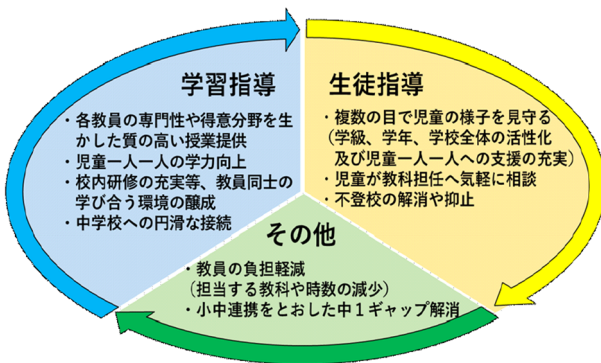 学習指導
・各教員の専門性や得意分野を生
かした質の高い授業提供
・児童一人一人の学力向上
・校内研修の充実等、教員同士の
学び合う環境の醸成
・中学校への円滑な接続
生徒指導
・複数の目で児童の様子を見守る
(学級、学年、学校全体の活性化
及び児童一人一人への支援の充実)
・児童が教科担任へ気軽に相談
・不登校の解消や抑止
その他
・教員の負担軽減
(担当する教科や時数の減少)
・小中連携をとおした中1ギャップ解消